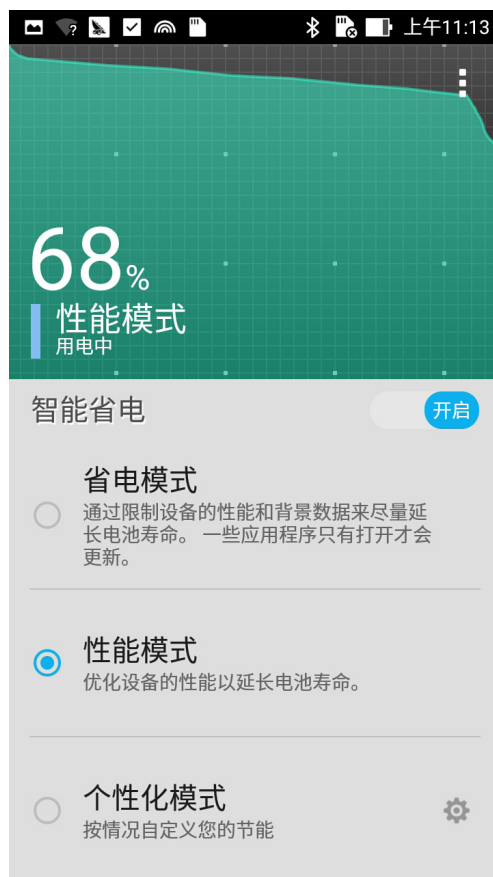 上午11:13
68%
性能模式
用电中
智能省电
开启
省电模式
通过限制设备的性能和背景数据来尽量延
长电池寿命。 一些应用程序只有打开才会
更新。
性能模式
优化设备的性能以延长电池寿命。
个性化模式
按情况自定义您的节能